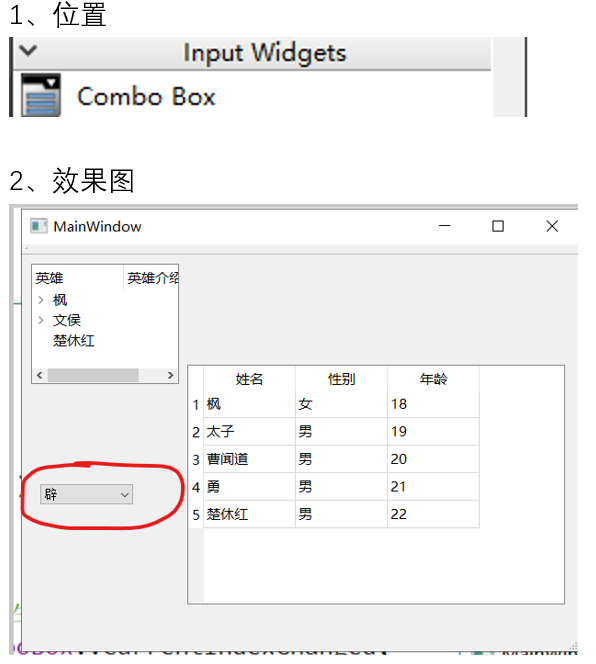 1、位置
Input Widgets
Combo Box
2、效果图
MainWindow
英雄 英雄介绍
枫
文侯
楚休红
姓名 性别 年龄
1 枫 女 18
2 太子 男 19
3 曹闻道 男 20
4 勇 男 21
5 楚休红 男 22
辟